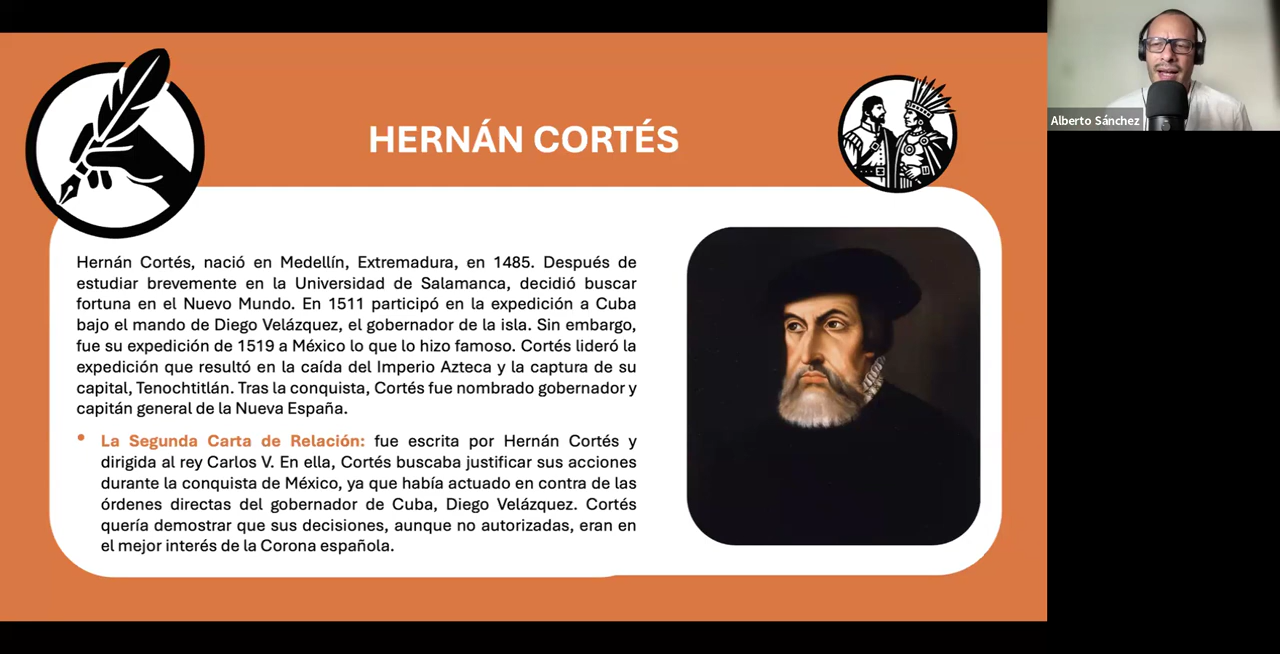 HERNÁN CORTÉS
Hernán Cortés, nació en Medellín, Extremadura, en 1485. Después de
estudiar brevemente en la Universidad de Salamanca, decidió buscar
fortuna en el Nuevo Mundo. En 1511 participó en la expedición a Cuba
bajo el mando de Diego Velázquez, el gobernador de la isla. Sin embargo,
fue su expedición de 1519 a México lo que lo hizo famoso. Cortés lideró la
expedición que resultó en la caída del Imperio Azteca y la captura de su
capital, Tenochtitlán. Tras la conquista, Cortés fue nombrado gobernador y
capitán general de la Nueva España.
• La Segunda Carta de Relación: fue escrita por Hernán Cortés y
dirigida al rey Carlos V. En ella, Cortés buscaba justificar sus acciones
durante la conquista de México, ya que había actuado en contra de las
órdenes directas del gobernador de Cuba, Diego Velázquez. Cortés
quería demostrar que sus decisiones, aunque no autorizadas, eran en
el mejor interés de la Corona española.
Alberto Sánchez